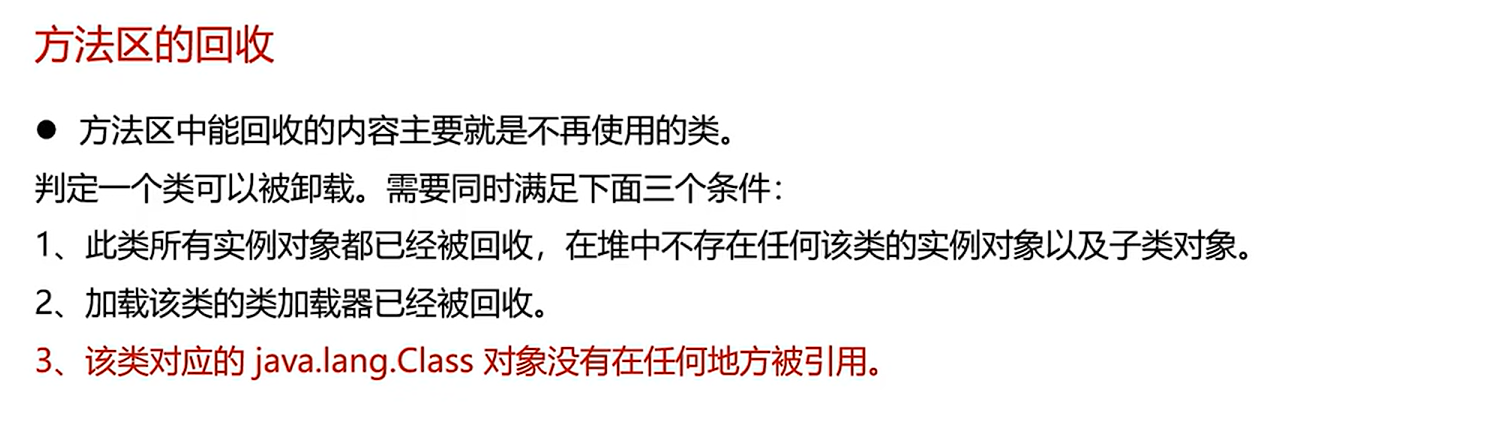 方法区的回收
● 方法区中能回收的内容主要就是不再使用的类。
判定一个类可以被卸载。需要同时满足下面三个条件：
1、此类所有实例对象都已经被回收，在堆中不存在任何该类的实例对象以及子类对象。
2、加载该类的类加载器已经被回收。
3、该类对应的 java.lang.Class 对象没有在任何地方被引用。